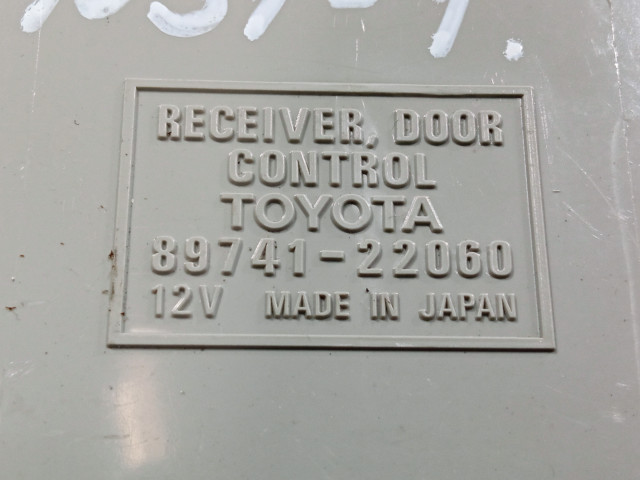 RECEIVER, DOOR
CONTROL
TOYOTA
89741-22060
12V MADE IN JAPAN